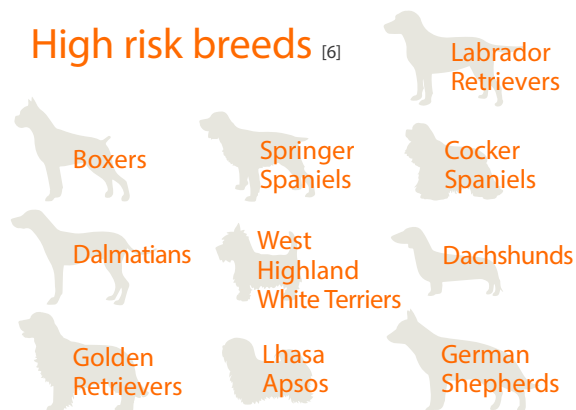 High risk breeds [6]
Labrador
Retrievers
Boxers
Springer
Spaniels
Cocker
Spaniels
Dalmatians
West
Highland
White Terriers
Dachshunds
Golden
Retrievers
Lhasa
Apsos
German
Shepherds